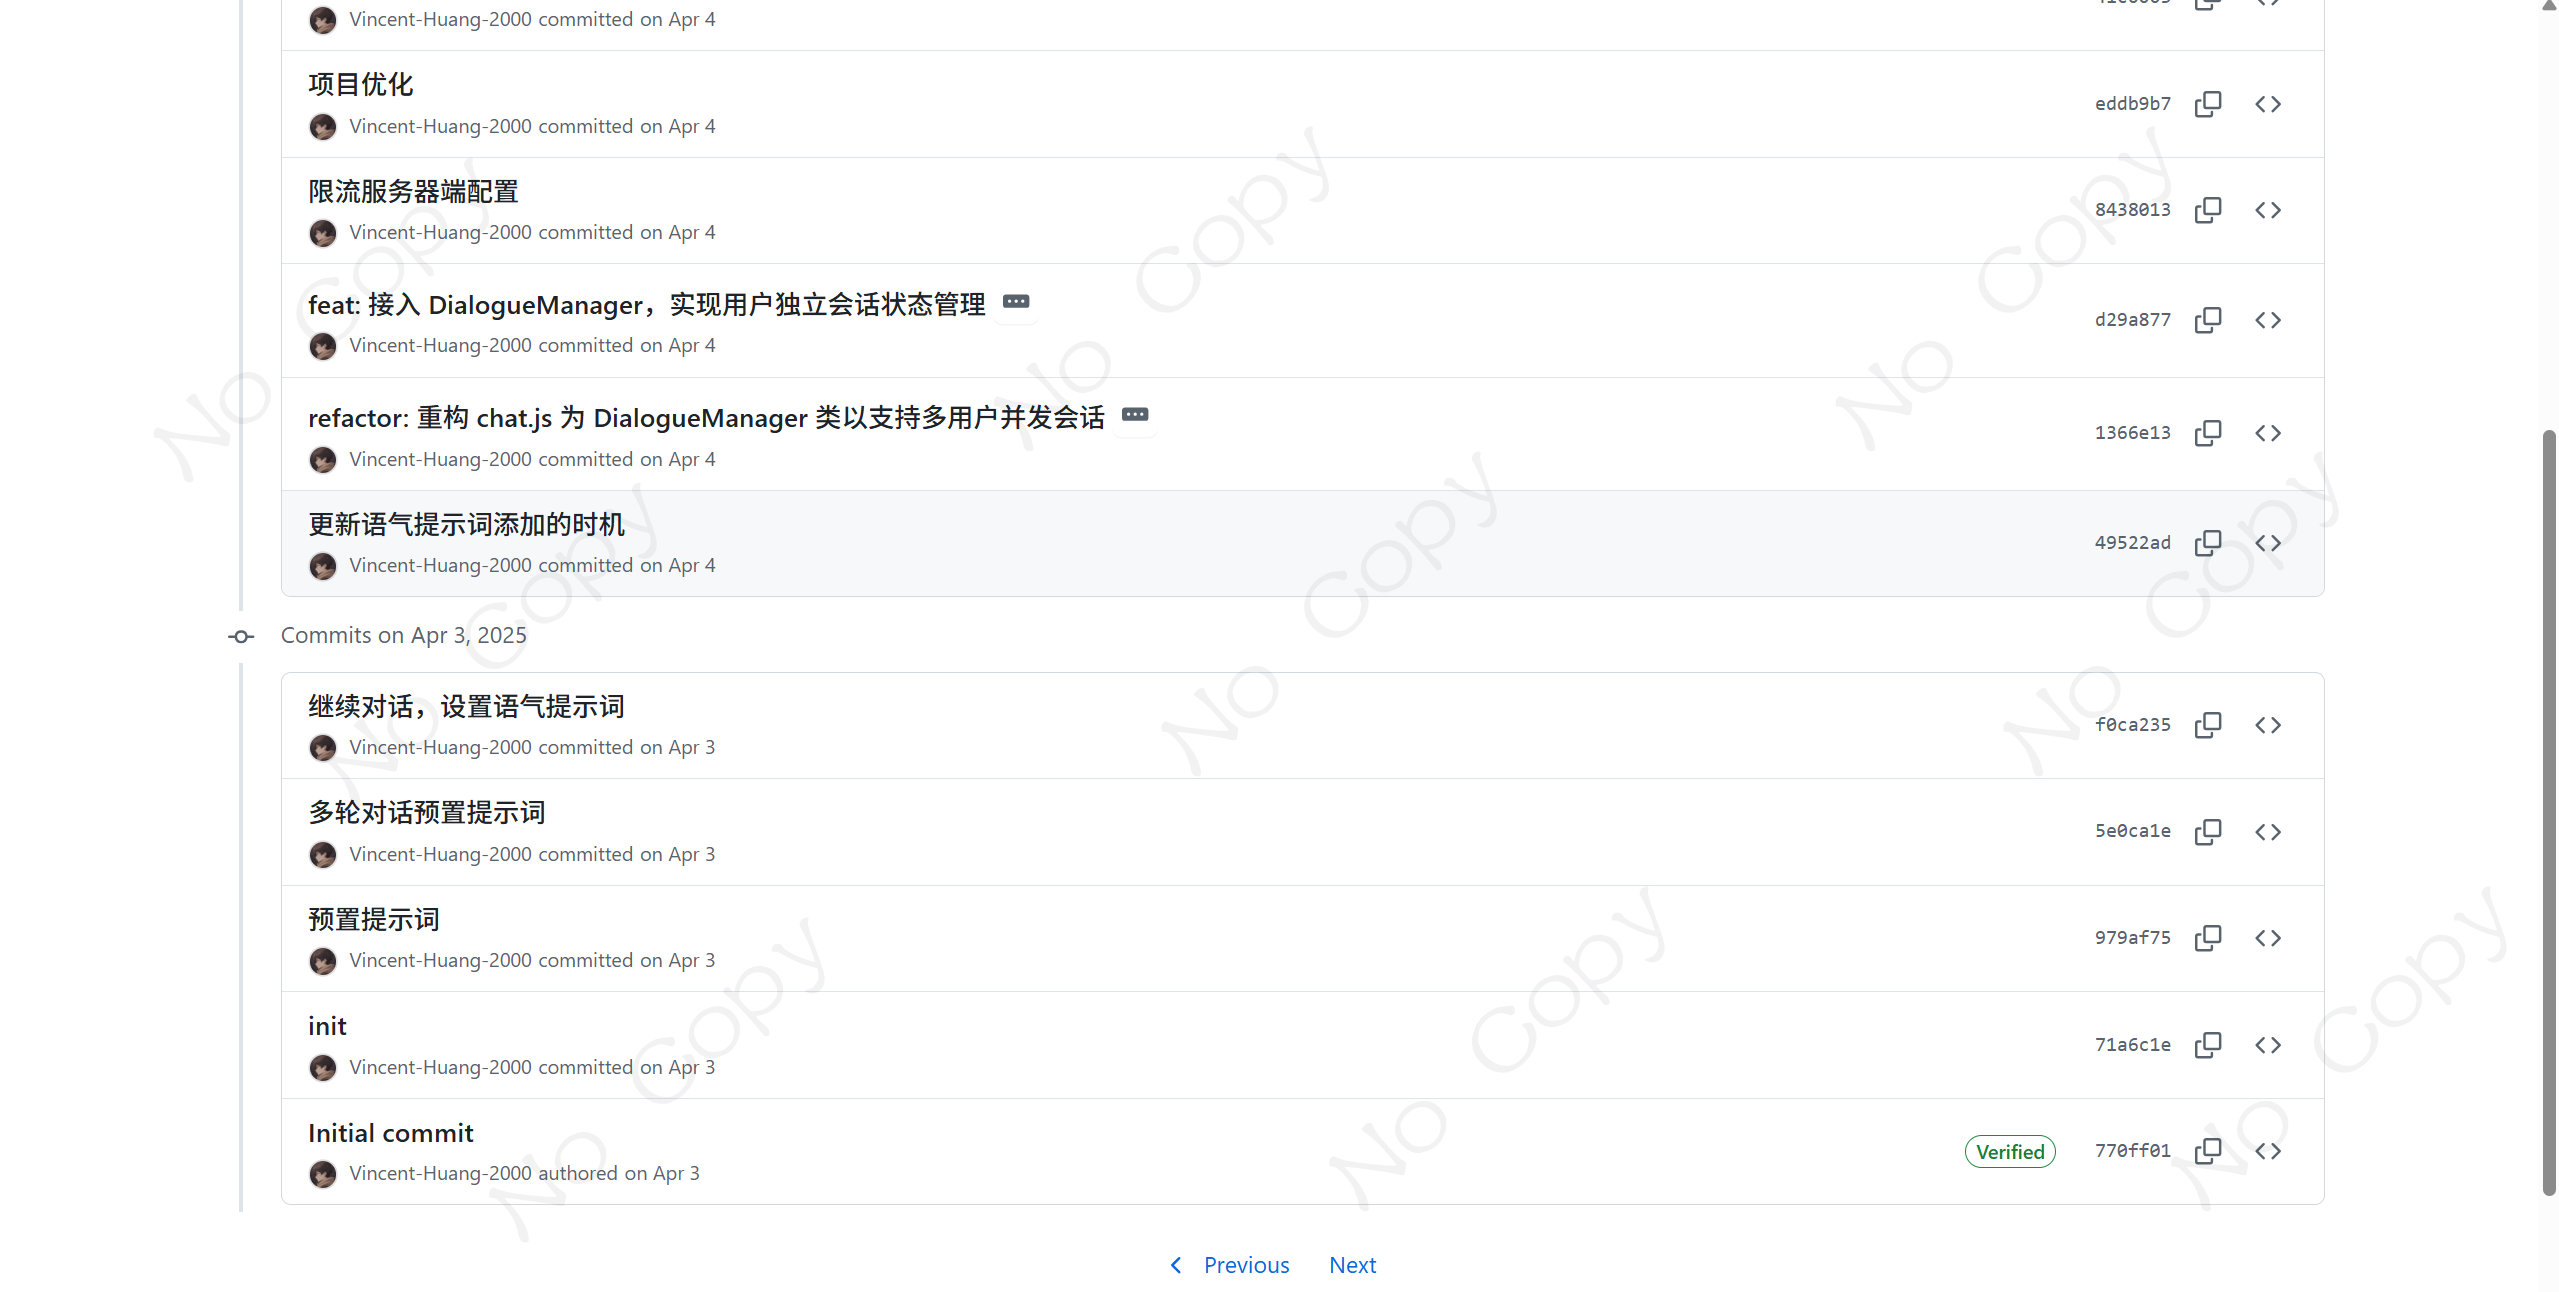 Vincent-Huang-2000 committed on Apr 4
项目优化
Vincent-Huang-2000 committed on Apr 4
eddb9b7
限流服务器端配置
Vincent-Huang-2000 committed on Apr 4
8438013
feat: 接入 DialogueManager，实现用户独立会话状态管理
Vincent-Huang-2000 committed on Apr 4
d29a877
refactor: 重构 chat.js 为 DialogueManager 类以支持多用户并发会话
Vincent-Huang-2000 committed on Apr 4
1366e13
更新语气提示词添加的时机
Vincent-Huang-2000 committed on Apr 4
49522ad
Commits on Apr 3, 2025
继续对话，设置语气提示词
Vincent-Huang-2000 committed on Apr 3
f0ca235
多轮对话预置提示词
Vincent-Huang-2000 committed on Apr 3
5e0ca1e
预置提示词
Vincent-Huang-2000 committed on Apr 3
979af75
init
Vincent-Huang-2000 committed on Apr 3
71a6c1e
Initial commit
Vincent-Huang-2000 authored on Apr 3
Verified
770ff01
Previous Next
No Copy
No Copy
No Copy
No Copy
No Copy
No Copy
No Copy
No Copy
No Copy